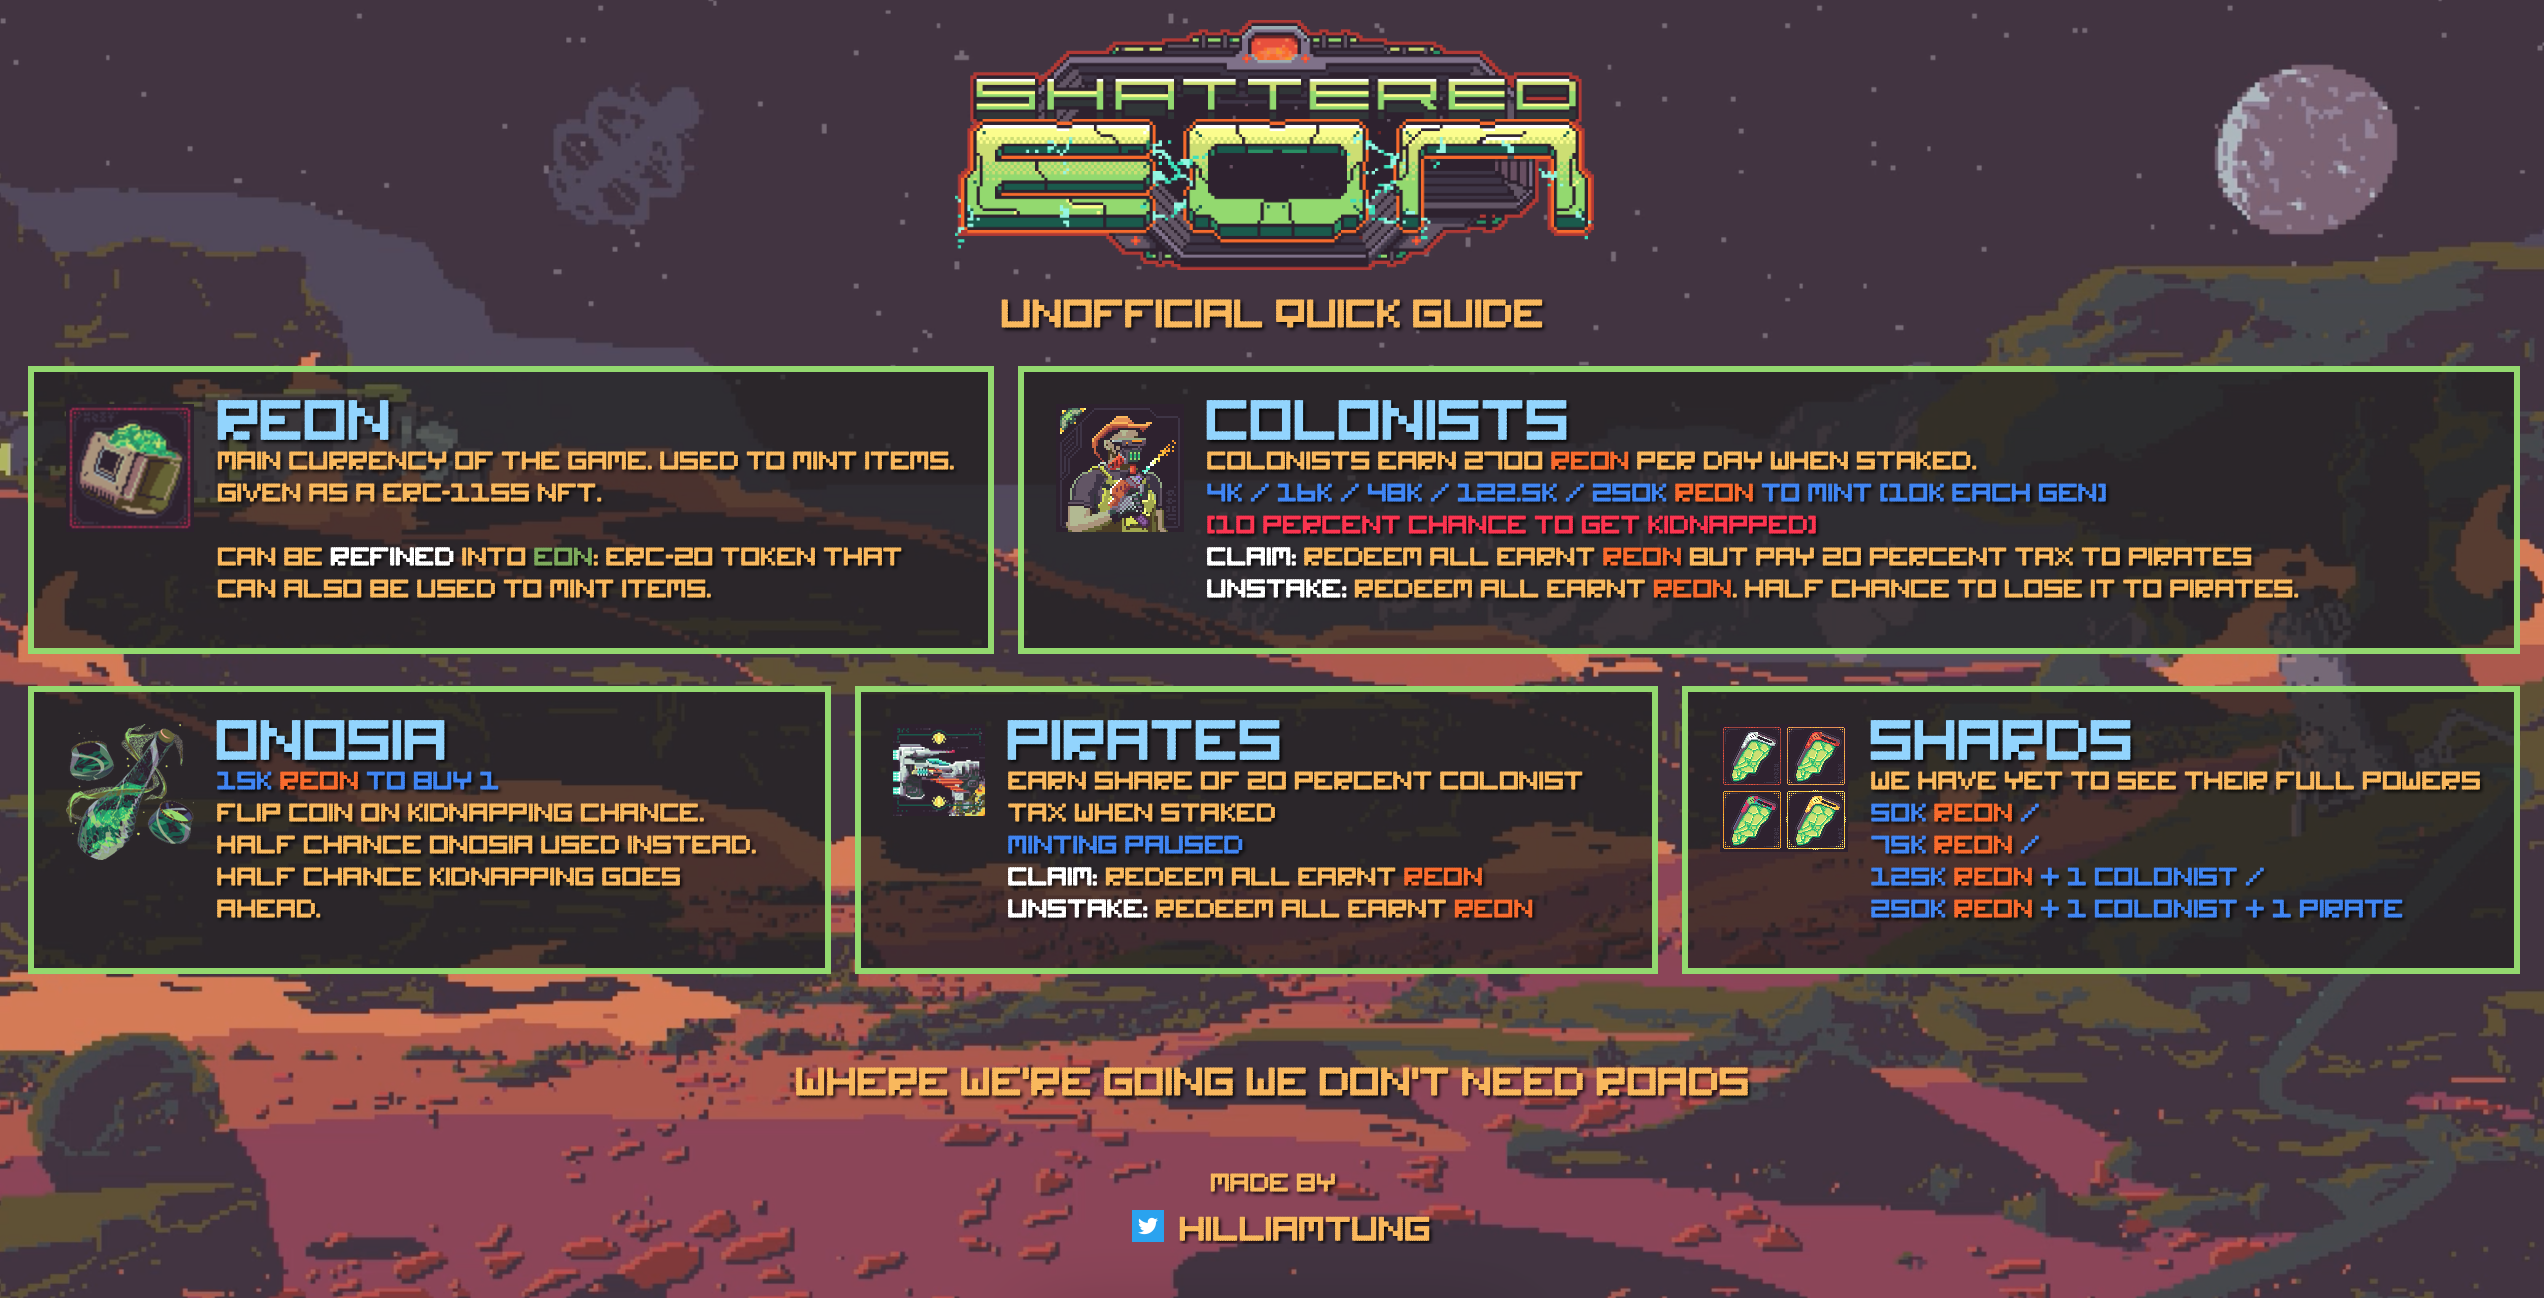 SHATTERED
EON
UNOFFICIAL QUICK GUIDE
REON
MAIN CURRENCY OF THE GAME. USED TO MINT ITEMS.
GIVEN AS A ERC-1155 NFT.
CAN BE REFINED INTO EON: ERC-20 TOKEN THAT
CAN ALSO BE USED TO MINT ITEMS.
COLONISTS
COLONISTS EARN 2700 REON PER DAY WHEN STAKED.
4K / 16K / 48K / 122.5K / 250K REON TO MINT (10K EACH GEN)
(10 PERCENT CHANCE TO GET KIDNAPPED)
CLAIM: REDEEM ALL EARNT REON BUT PAY 20 PERCENT TAX TO PIRATES
UNSTAKE: REDEEM ALL EARNT REON. HALF CHANCE TO LOSE IT TO PIRATES.
ONOSIA
15K REON TO BUY 1
FLIP COIN ON KIDNAPPING CHANCE.
HALF CHANCE ONOSIA USED INSTEAD.
HALF CHANCE KIDNAPPING GOES
AHEAD.
PIRATES
EARN SHARE OF 20 PERCENT COLONIST
TAX WHEN STAKED
MINTING PAUSED
CLAIM: REDEEM ALL EARNT REON
UNSTAKE: REDEEM ALL EARNT REON
SHARDS
WE HAVE YET TO SEE THEIR FULL POWERS
50K REON /
75K REON /
125K REON + 1 COLONIST /
250K REON + 1 COLONIST + 1 PIRATE
WHERE WE'RE GOING WE DON'T NEED ROADS
MADE BY
HILLIAMTUNG